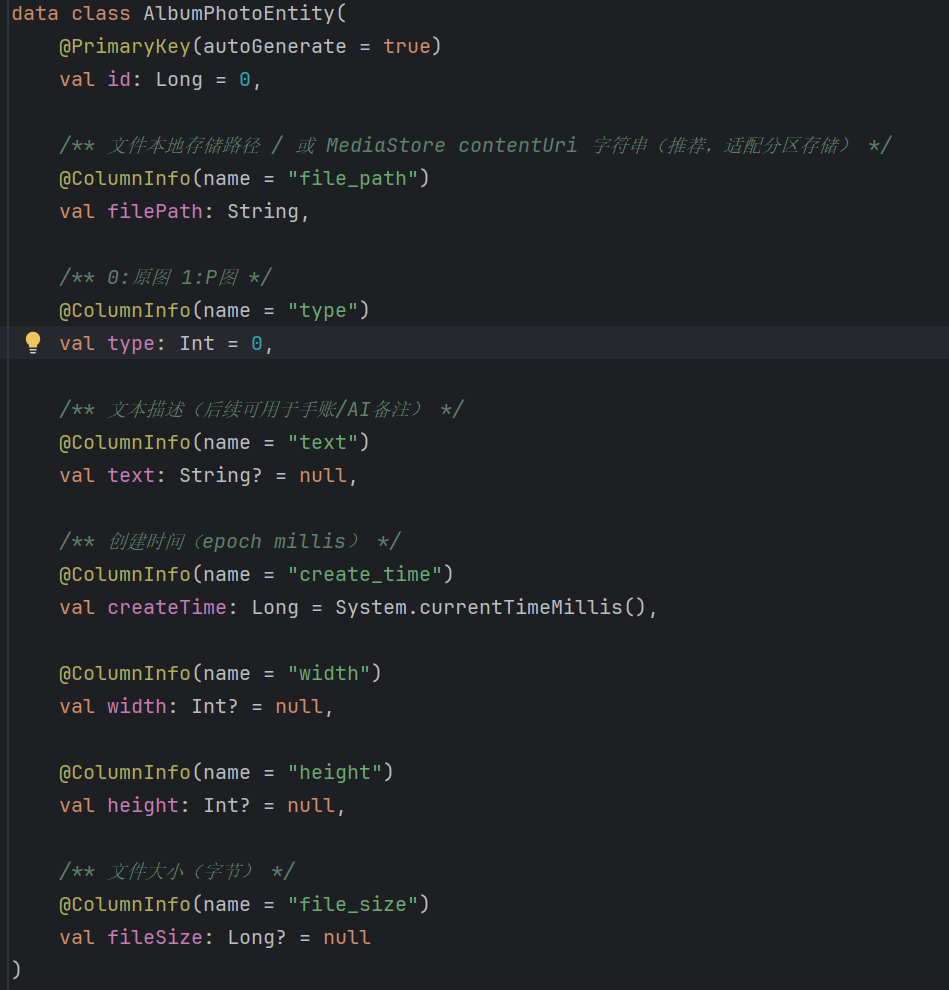 data class AlbumPhotoEntity(
    @PrimaryKey(autoGenerate = true)
    val id: Long = 0,
    /** 文件本地存储路径 / 或 MediaStore contentUri 字符串（推荐，适配分区存储） */
    @ColumnInfo(name = "file_path")
    val filePath: String,
    /** 0:原图 1:P图 */
    @ColumnInfo(name = "type")
    val type: Int = 0,
    /** 文本描述（后续可用于手账/AI备注） */
    @ColumnInfo(name = "text")
    val text: String? = null,
    /** 创建时间（epoch millis） */
    @ColumnInfo(name = "create_time")
    val createTime: Long = System.currentTimeMillis(),
    @ColumnInfo(name = "width")
    val width: Int? = null,
    @ColumnInfo(name = "height")
    val height: Int? = null,
    /** 文件大小（字节） */
    @ColumnInfo(name = "file_size")
    val fileSize: Long? = null
)